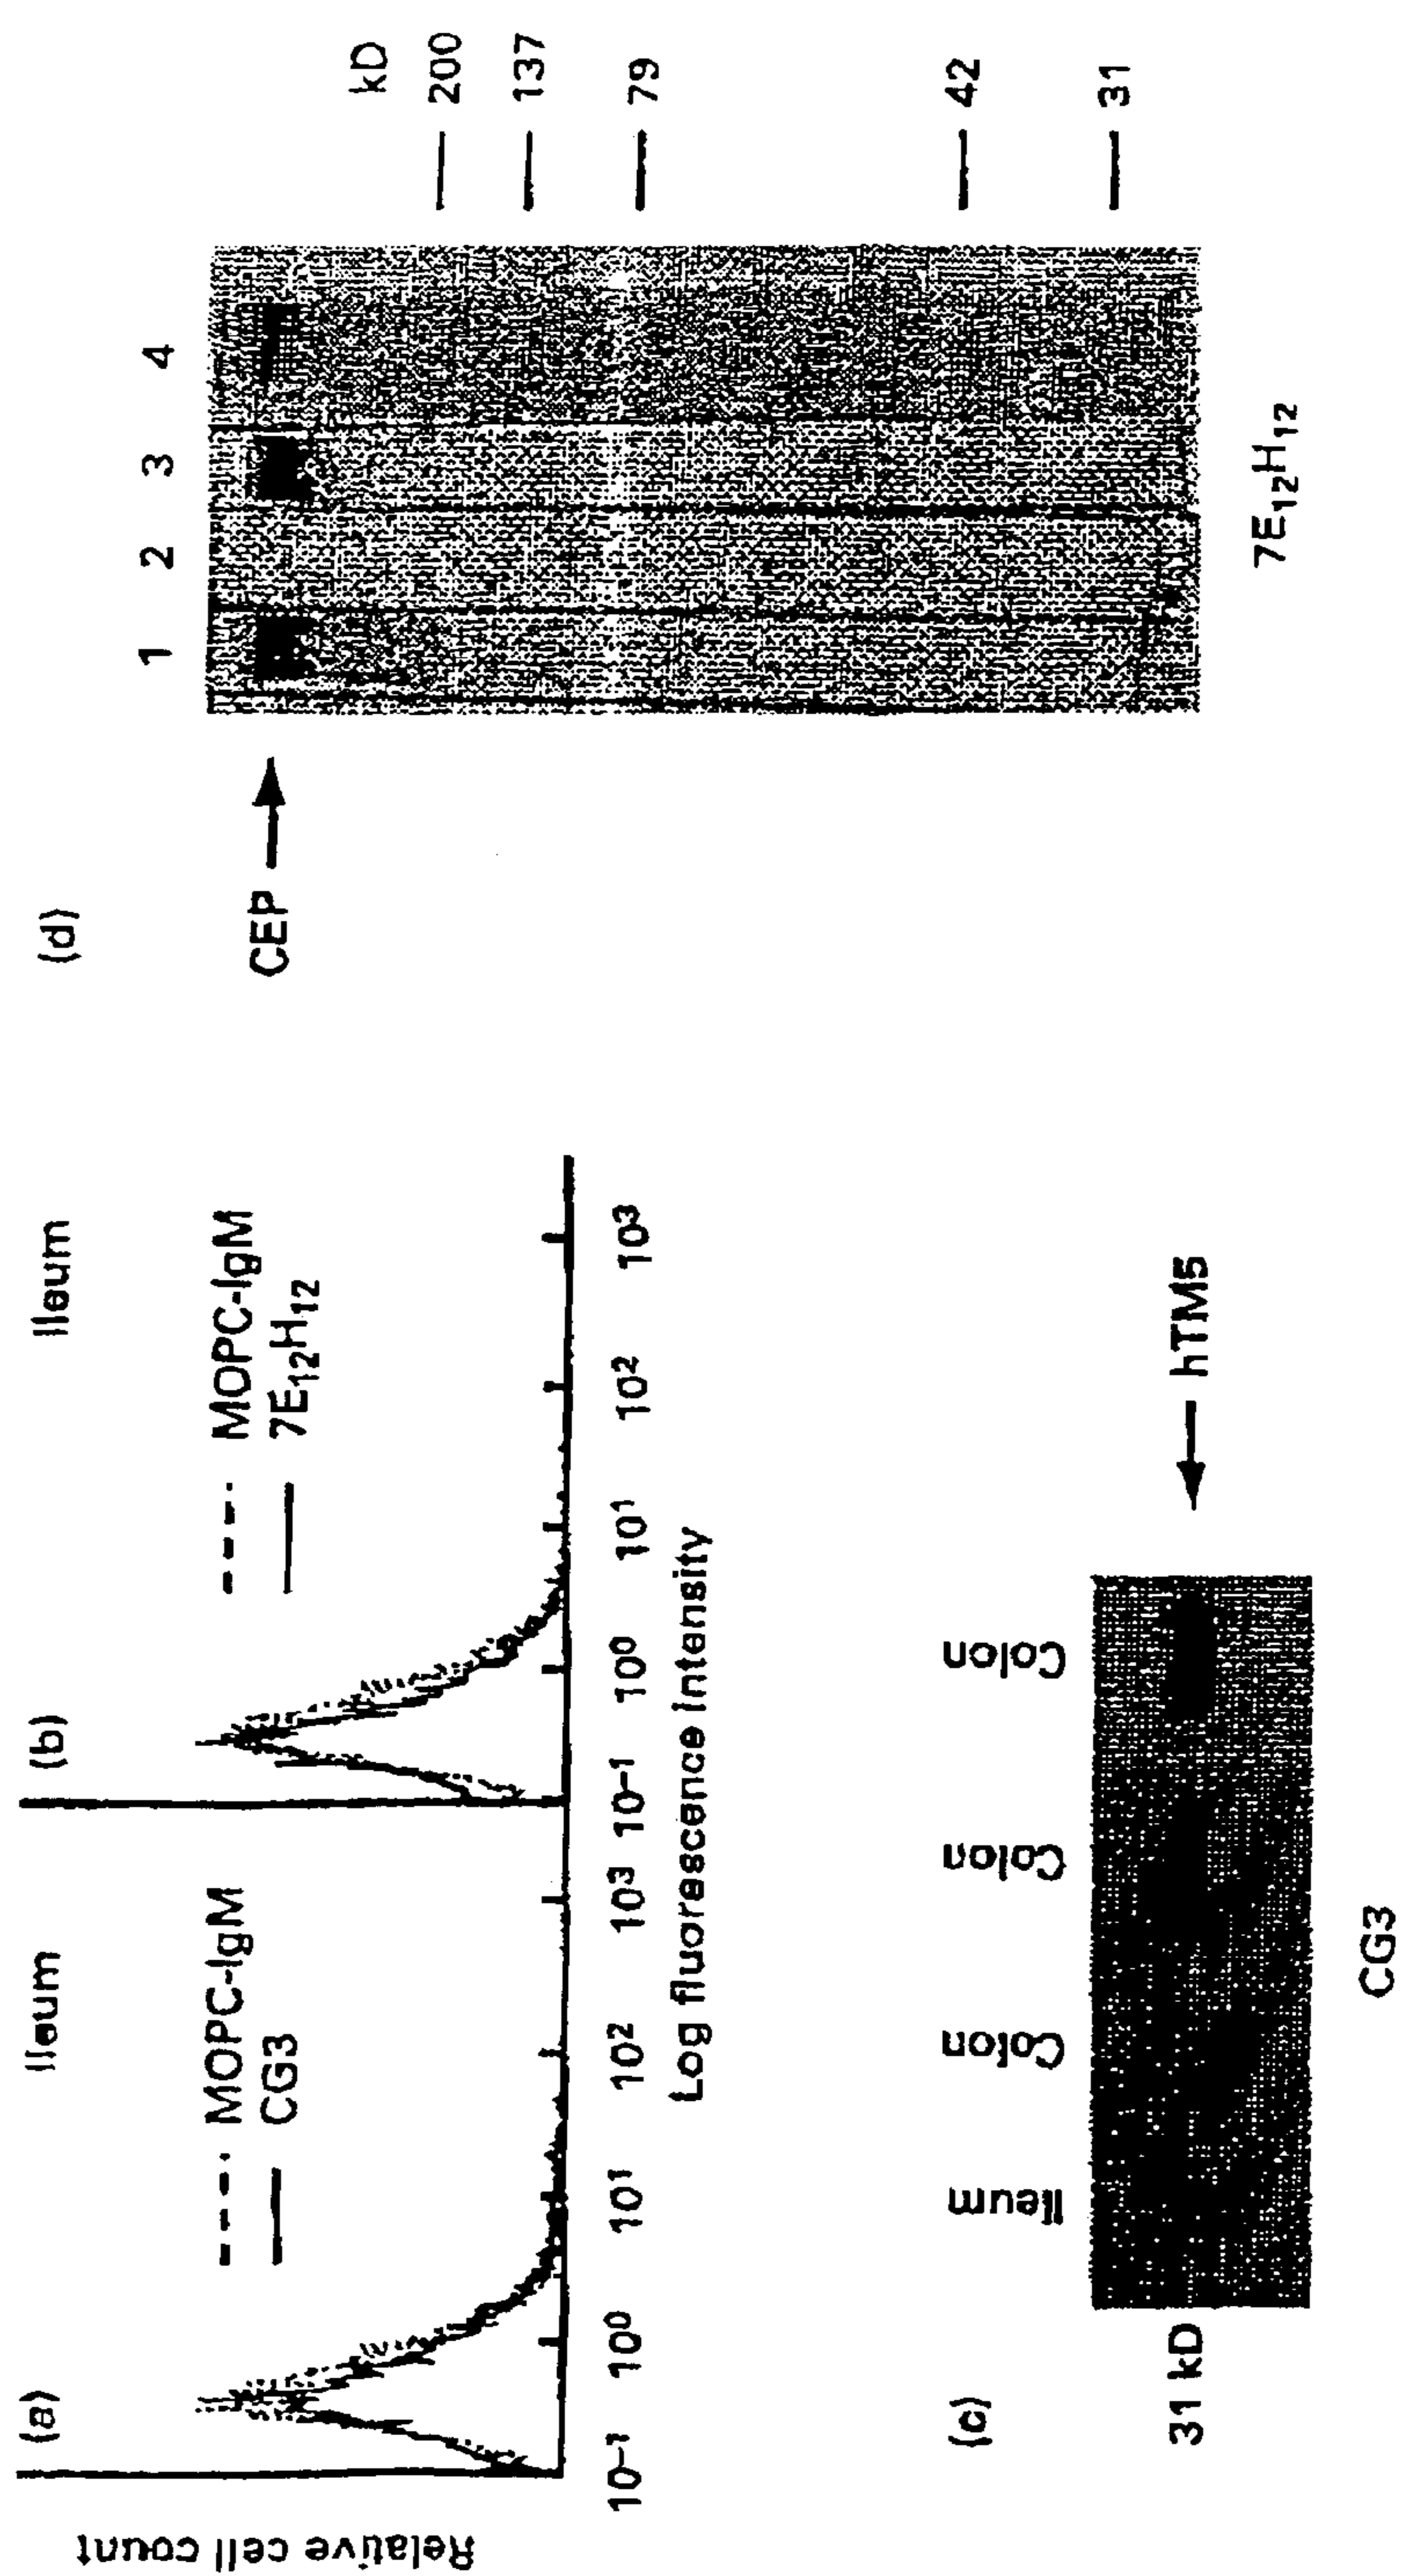 (a)
Ileum
MOPC-IgM
CG3
Relative cell count
10⁻¹ 10⁰ 10¹ 10² 10³
(b)
Ileum
MOPC-IgM
7E₁₂H₁₂
10⁻¹ 10⁰ 10¹ 10² 10³
Log fluorescence intensity
(c)
Ileum Colon Colon Colon
31 kD
hTM5
CG3
(d)
1 2 3 4
CEP
kD
200
137
79
42
31
7E₁₂H₁₂